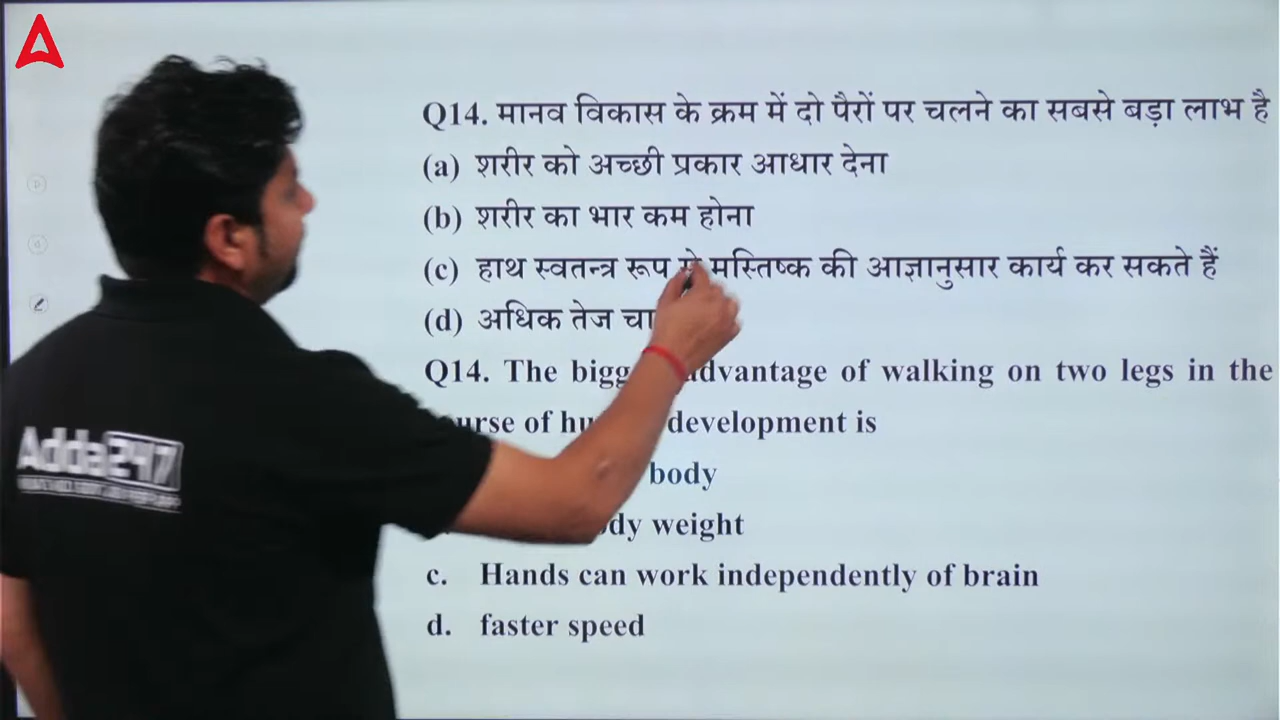 Q14. मानव विकास के क्रम में दो पैरों पर चलने का सबसे बड़ा लाभ है
(a) शरीर को अच्छी प्रकार आधार देना
(b) शरीर का भार कम होना
(c) हाथ स्वतन्त्र रूप से मस्तिष्क की आज्ञानुसार कार्य कर सकते हैं
(d) अधिक तेज
Q14. The advantage of walking on two legs in the
of development is
body
weight
c. Hands can work independently of brain
d. faster speed
Adda247